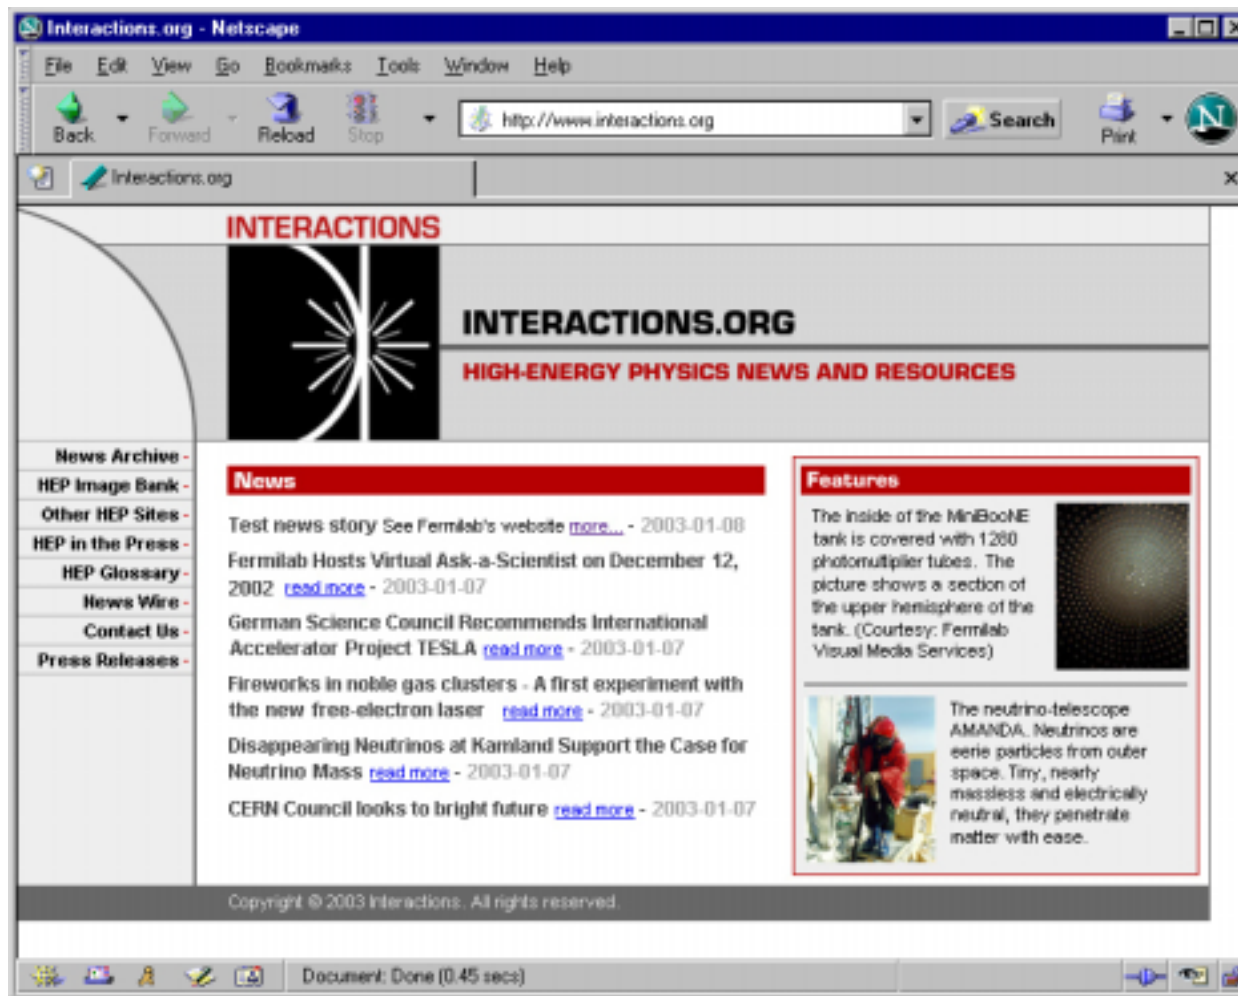 Interactions.org - Netscape
File Edit View Go Bookmarks Tools Window Help
Back Forward Reload Stop http://www.interactions.org Search Print N
Interactions.org
INTERACTIONS
INTERACTIONS.ORG
HIGH-ENERGY PHYSICS NEWS AND RESOURCES
News Archive -
HEP Image Bank -
Other HEP Sites -
HEP in the Press -
HEP Glossary -
News Wire -
Contact Us -
Press Releases -
News
Test news story See Fermilab's website more... - 2003-01-08
Fermilab Hosts Virtual Ask-a-Scientist on December 12,
2002 read more - 2003-01-07
German Science Council Recommends International
Accelerator Project TESLA read more - 2003-01-07
Fireworks in noble gas clusters - A first experiment with
the new free-electron laser read more - 2003-01-07
Disappearing Neutrinos at Kamland Support the Case for
Neutrino Mass read more - 2003-01-07
CERN Council looks to bright future read more - 2003-01-07
Features
The inside of the MiniBooNE
tank is covered with 1280
photomultiplier tubes. The
picture shows a section of
the upper hemisphere of the
tank. (Courtesy: Fermilab
Visual Media Services)
The neutrino-telescope
AMANDA. Neutrinos are
eerie particles from outer
space. Tiny, nearly
massless and electrically
neutral, they penetrate
matter with ease.
Copyright © 2003 Interactions. All rights reserved.
Document: Done (0.45 secs)